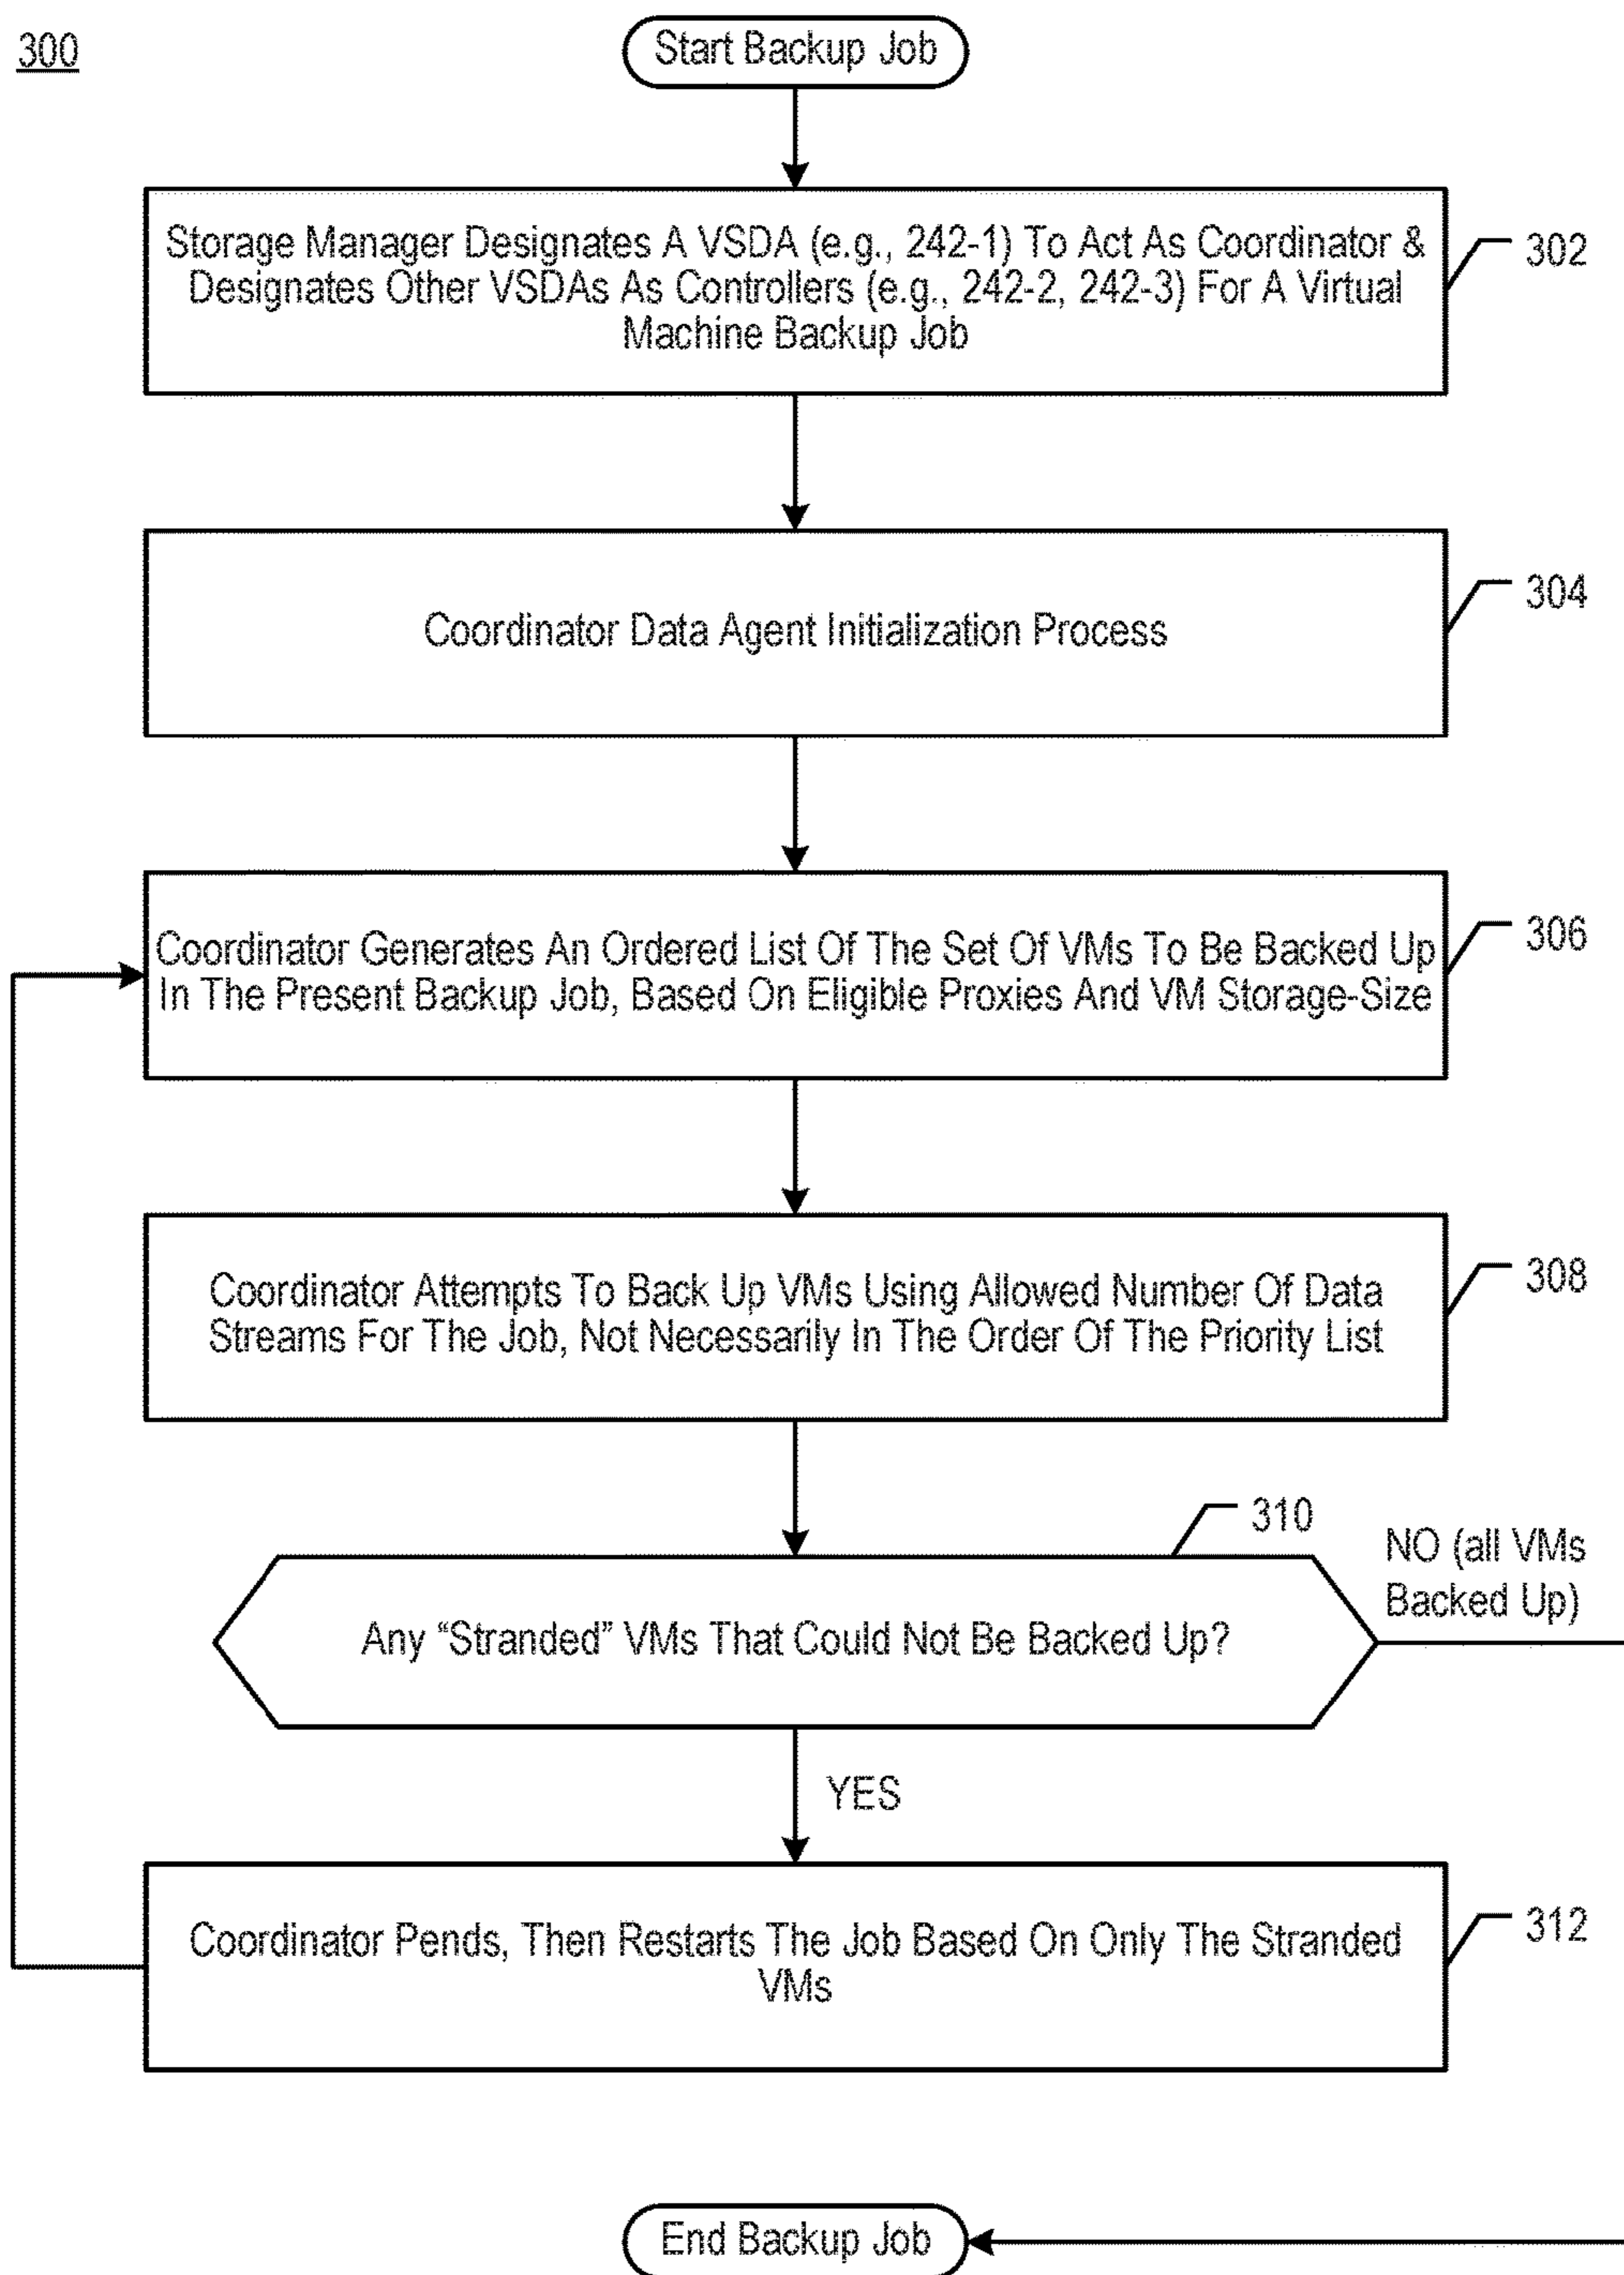 300
Start Backup Job
Storage Manager Designates A VSDA (e.g., 242-1) To Act As Coordinator &
Designates Other VSDAs As Controllers (e.g., 242-2, 242-3) For A Virtual
Machine Backup Job
302
Coordinator Data Agent Initialization Process
304
Coordinator Generates An Ordered List Of The Set Of VMs To Be Backed Up
In The Present Backup Job, Based On Eligible Proxies And VM Storage-Size
306
Coordinator Attempts To Back Up VMs Using Allowed Number Of Data
Streams For The Job, Not Necessarily In The Order Of The Priority List
308
310
Any “Stranded” VMs That Could Not Be Backed Up?
NO (all VMs
Backed Up)
YES
Coordinator Pends, Then Restarts The Job Based On Only The Stranded
VMs
312
End Backup Job